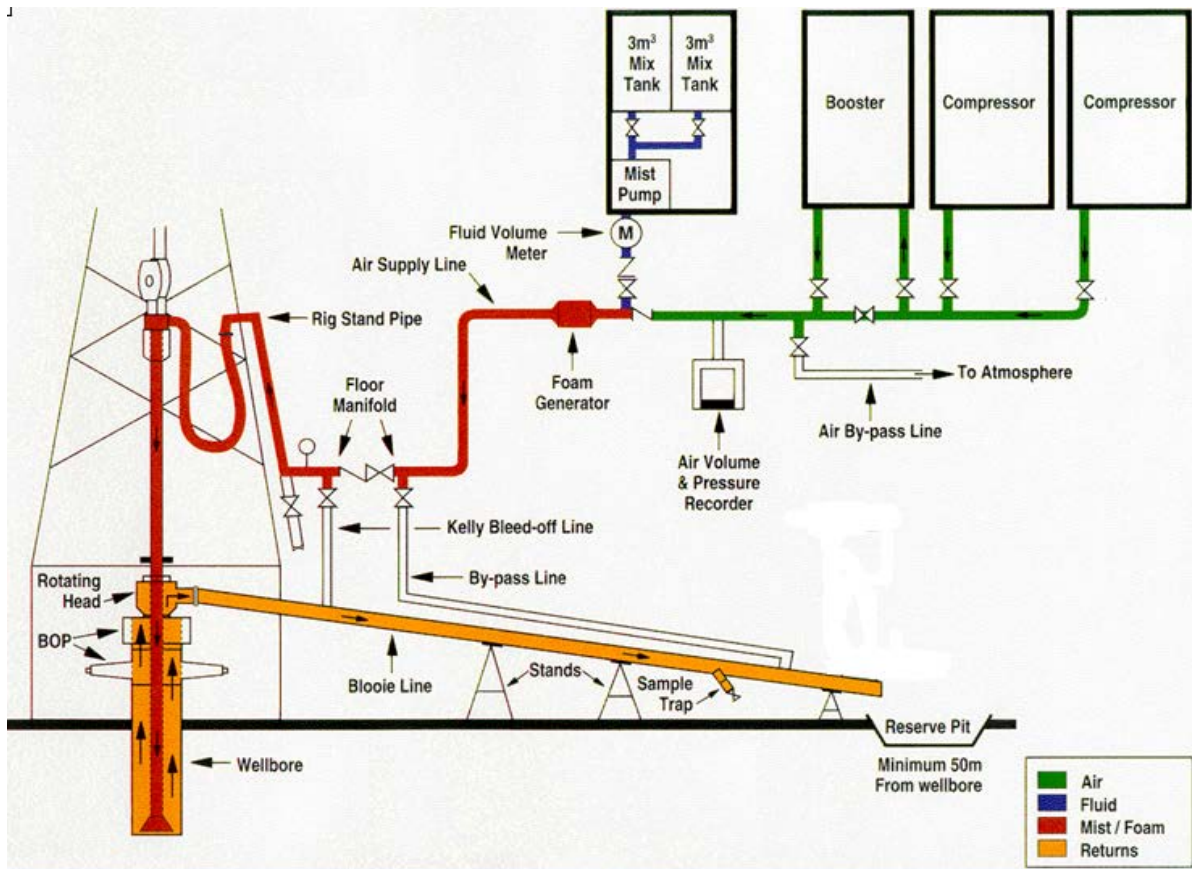 3m³
Mix
Tank
3m³
Mix
Tank
Booster
Compressor
Compressor
Mist
Pump
Fluid Volume
Meter
M
Air Supply Line
Rig Stand Pipe
Floor
Manifold
Foam
Generator
To Atmosphere
Air By-pass Line
Air Volume
& Pressure
Recorder
Kelly Bleed-off Line
By-pass Line
Rotating
Head
BOP
Blooie Line
Stands
Sample
Trap
Reserve Pit
Minimum 50m
From wellbore
Wellbore
Air
Fluid
Mist / Foam
Returns